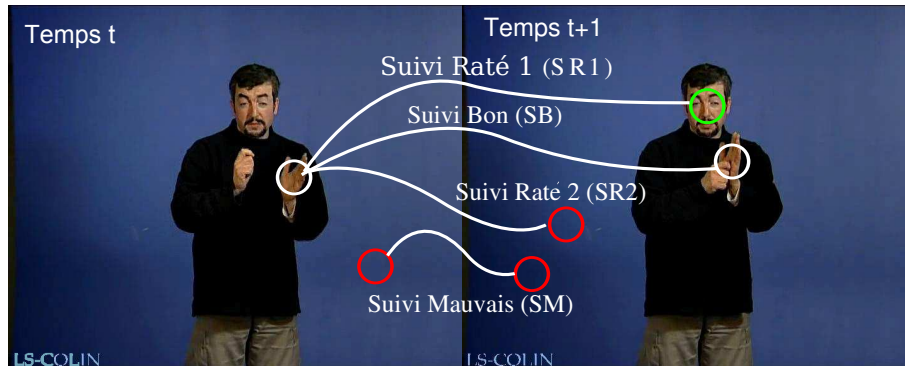 Temps t
Temps t+1
Suivi Raté 1 (SR1)
Suivi Bon (SB)
Suivi Raté 2 (SR2)
Suivi Mauvais (SM)
LS-COLIN
LS-COLIN